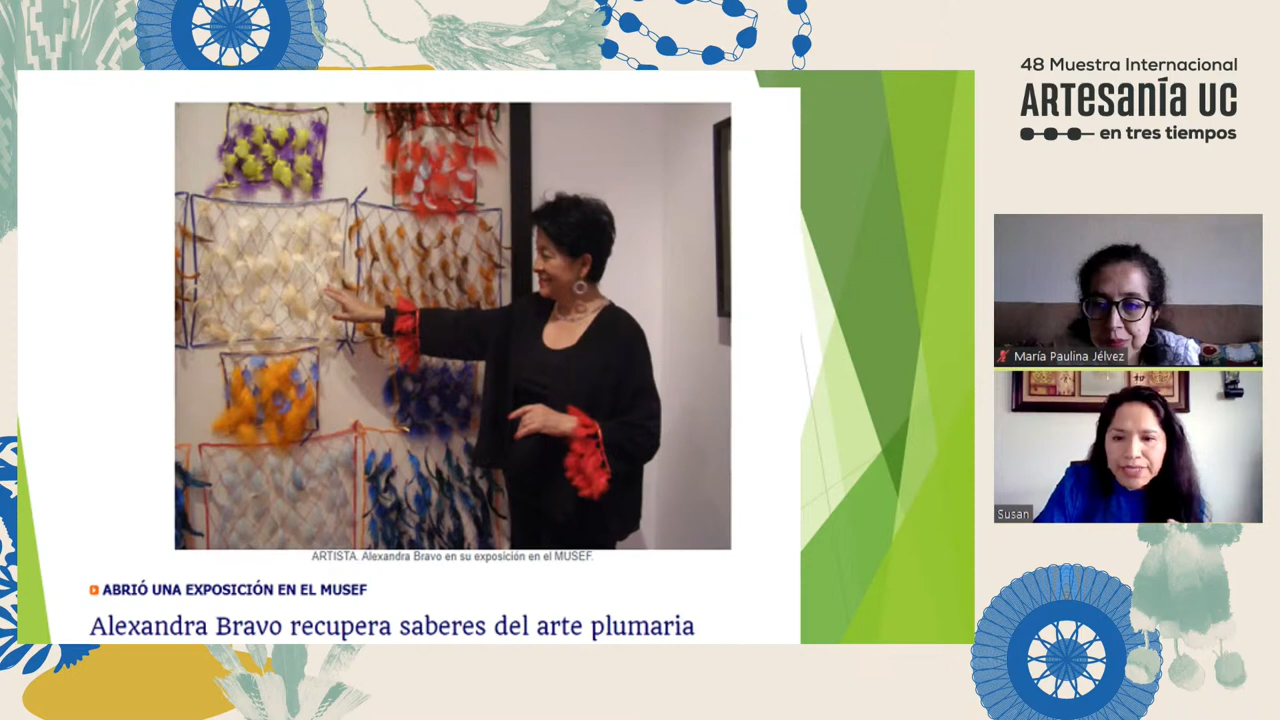 48 Muestra Internacional
ARTesanía UC
en tres tiempos
ARTISTA. Alexandra Bravo en su exposición en el MUSEF.
ABRIÓ UNA EXPOSICIÓN EN EL MUSEF
Alexandra Bravo recupera saberes del arte plumaria
María Paulina Jélvez
Susan